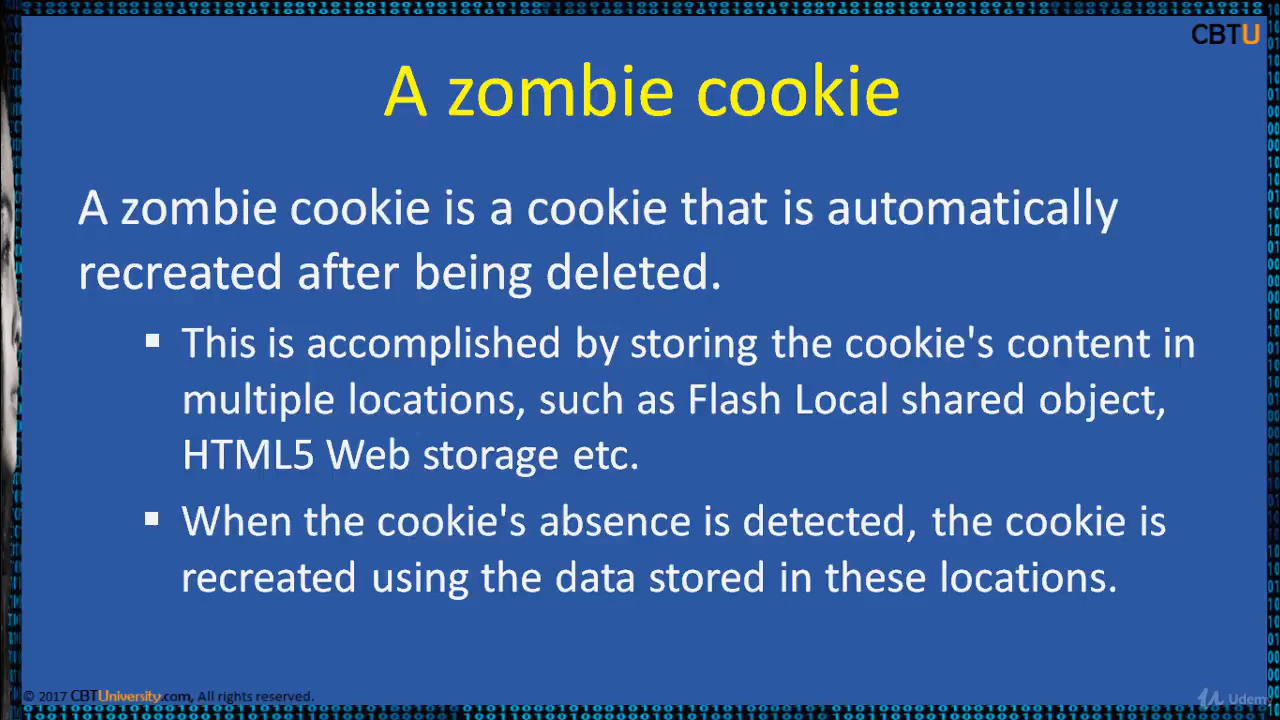 CBTU
A zombie cookie
A zombie cookie is a cookie that is automatically
recreated after being deleted.
▪ This is accomplished by storing the cookie's content in
multiple locations, such as Flash Local shared object,
HTML5 Web storage etc.
▪ When the cookie's absence is detected, the cookie is
recreated using the data stored in these locations.
© 2017 CBTUniversity.com, All rights reserved.
Udemy